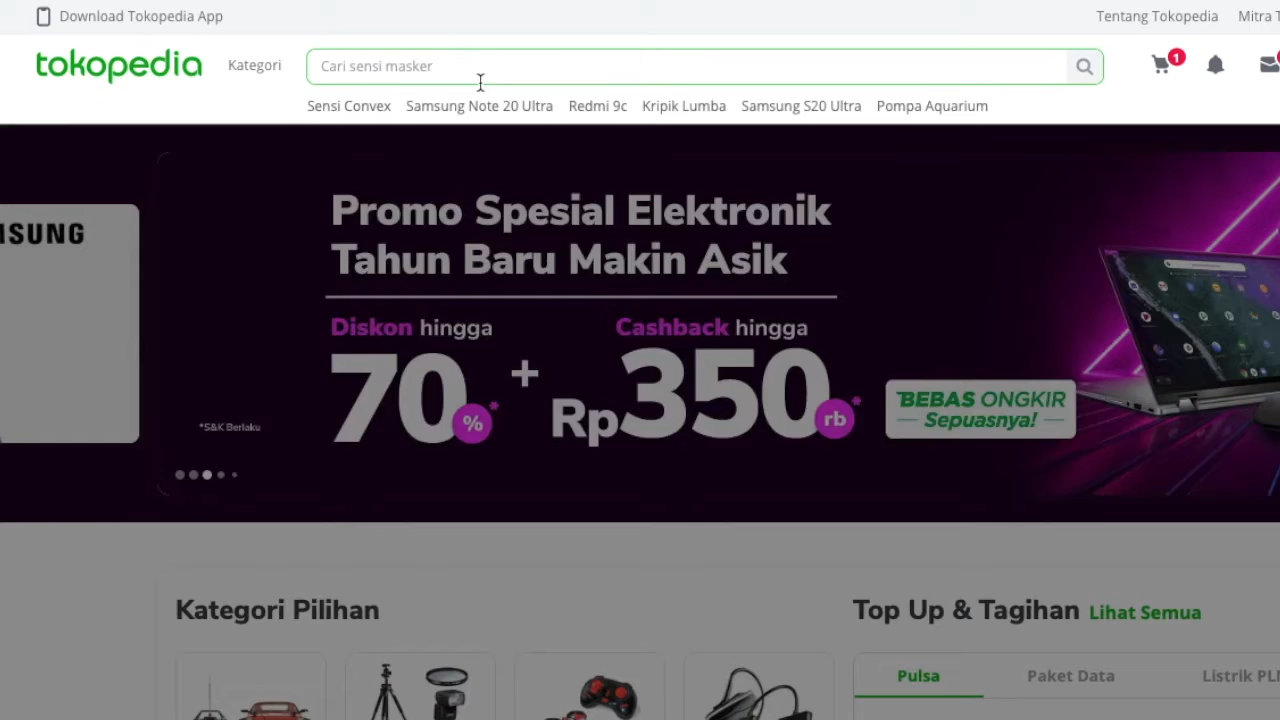 Download Tokopedia App
Tentang Tokopedia
Mitra
tokopedia
Kategori
Cari sensi masker
1
Sensi Convex
Samsung Note 20 Ultra
Redmi 9c
Kripik Lumba
Samsung S20 Ultra
Pompa Aquarium
SUNG
Promo Spesial Elektronik
Tahun Baru Makin Asik
Diskon hingga
70%*
+
Cashback hingga
Rp350rb*
BEBAS ONGKIR
Sepuasnya!
*S&K Berlaku
Kategori Pilihan
Top Up & Tagihan Lihat Semua
Pulsa
Paket Data
Listrik PL